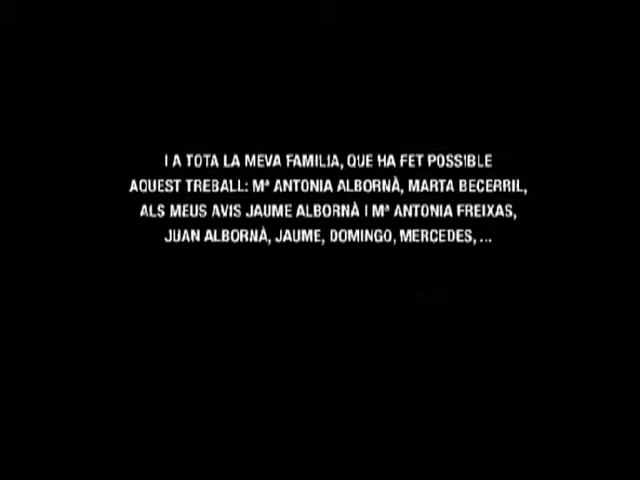 I A TOTA LA MEVA FAMILIA, QUE HA FET POSSIBLE
AQUEST TREBALL: Mª ANTONIA ALBORNÀ, MARTA BECERRIL,
ALS MEUS AVIS JAUME ALBORNÀ I Mª ANTONIA FREIXAS,
JUAN ALBORNÀ, JAUME, DOMINGO, MERCEDES, ...